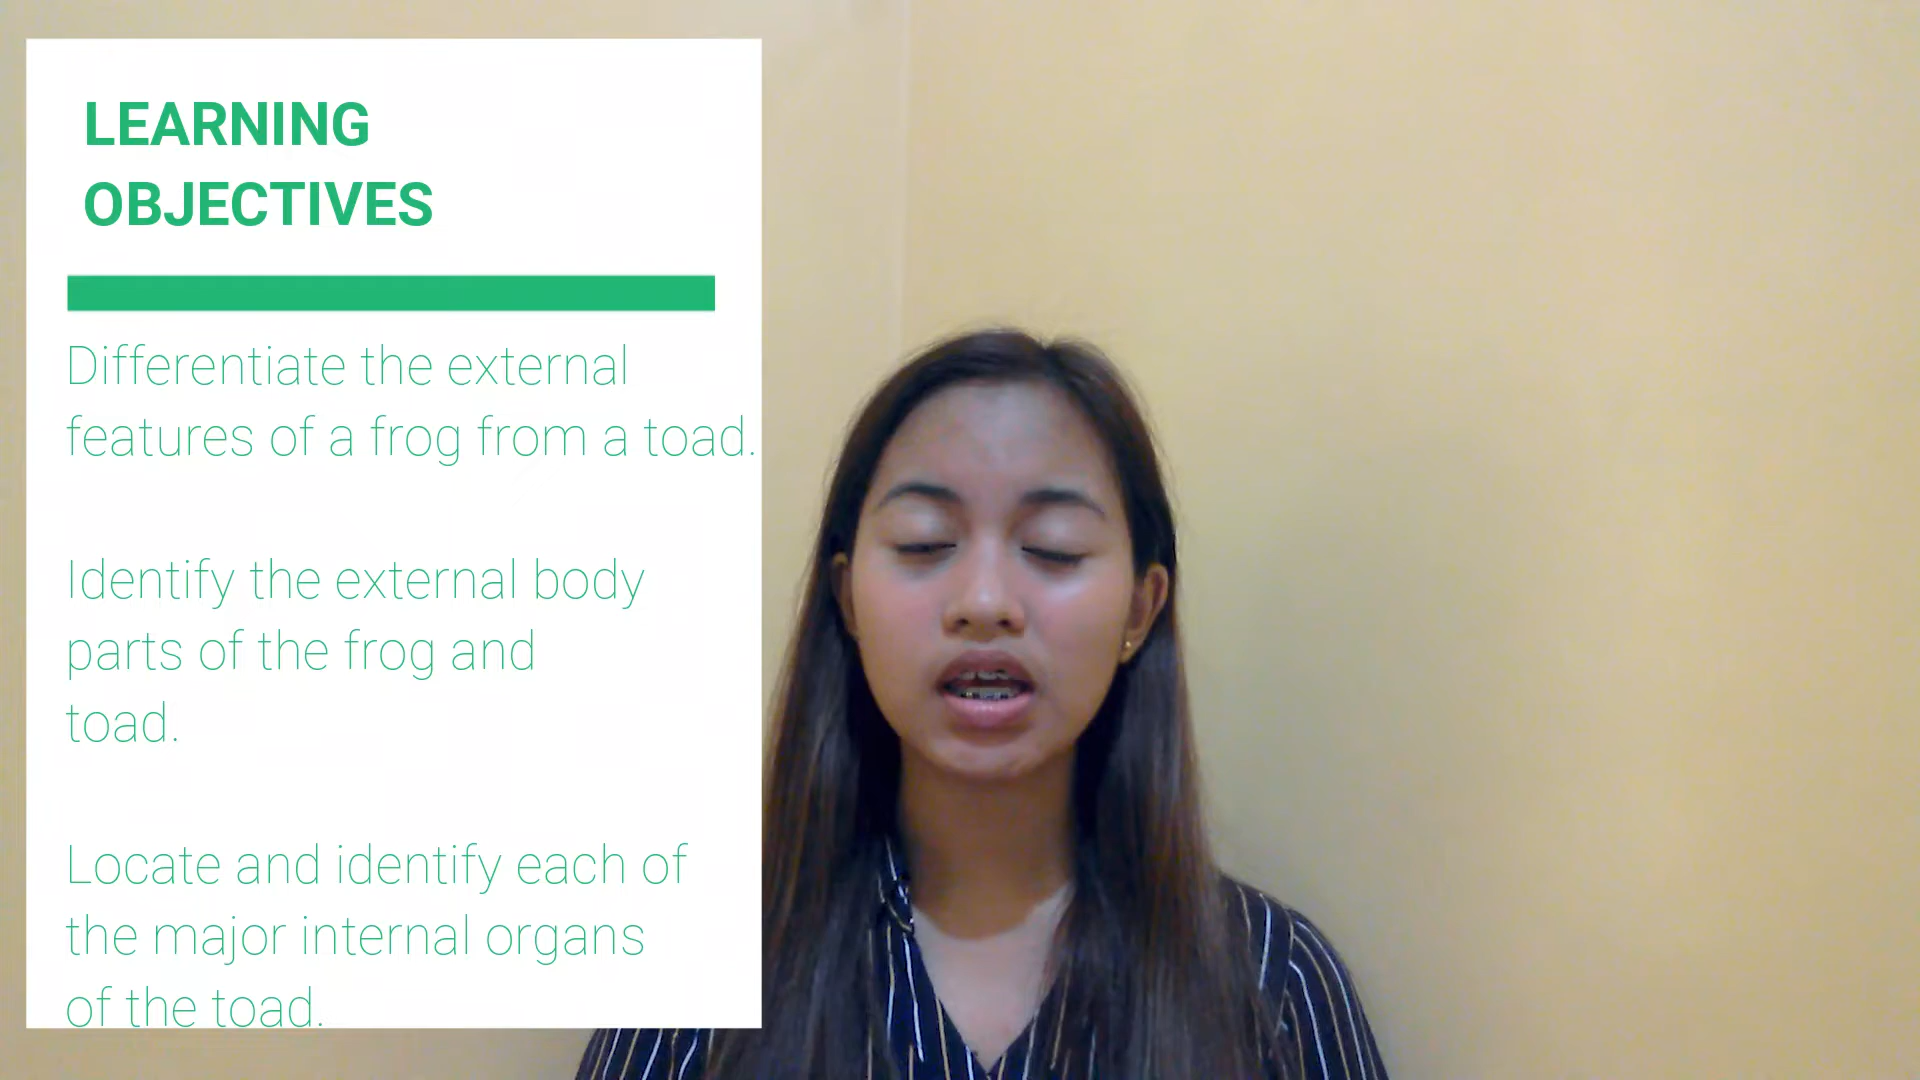 LEARNING
OBJECTIVES
Differentiate the external
features of a frog from a toad.
Identify the external body
parts of the frog and
toad.
Locate and identify each of
the major internal organs
of the toad.